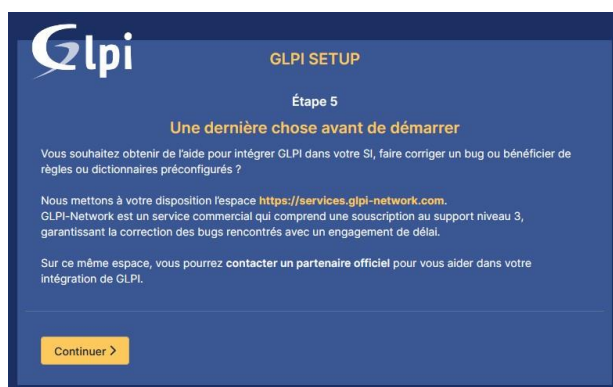 Glpi
GLPI SETUP
Étape 5
Une dernière chose avant de démarrer
Vous souhaitez obtenir de l'aide pour intégrer GLPI dans votre SI, faire corriger un bug ou bénéficier de
règles ou dictionnaires préconfigurés ?
Nous mettons à votre disposition l'espace https://services.glpi-network.com.
GLPI-Network est un service commercial qui comprend une souscription au support niveau 3,
garantissant la correction des bugs rencontrés avec un engagement de délai.
Sur ce même espace, vous pourrez contacter un partenaire officiel pour vous aider dans votre
intégration de GLPI.
Continuer >